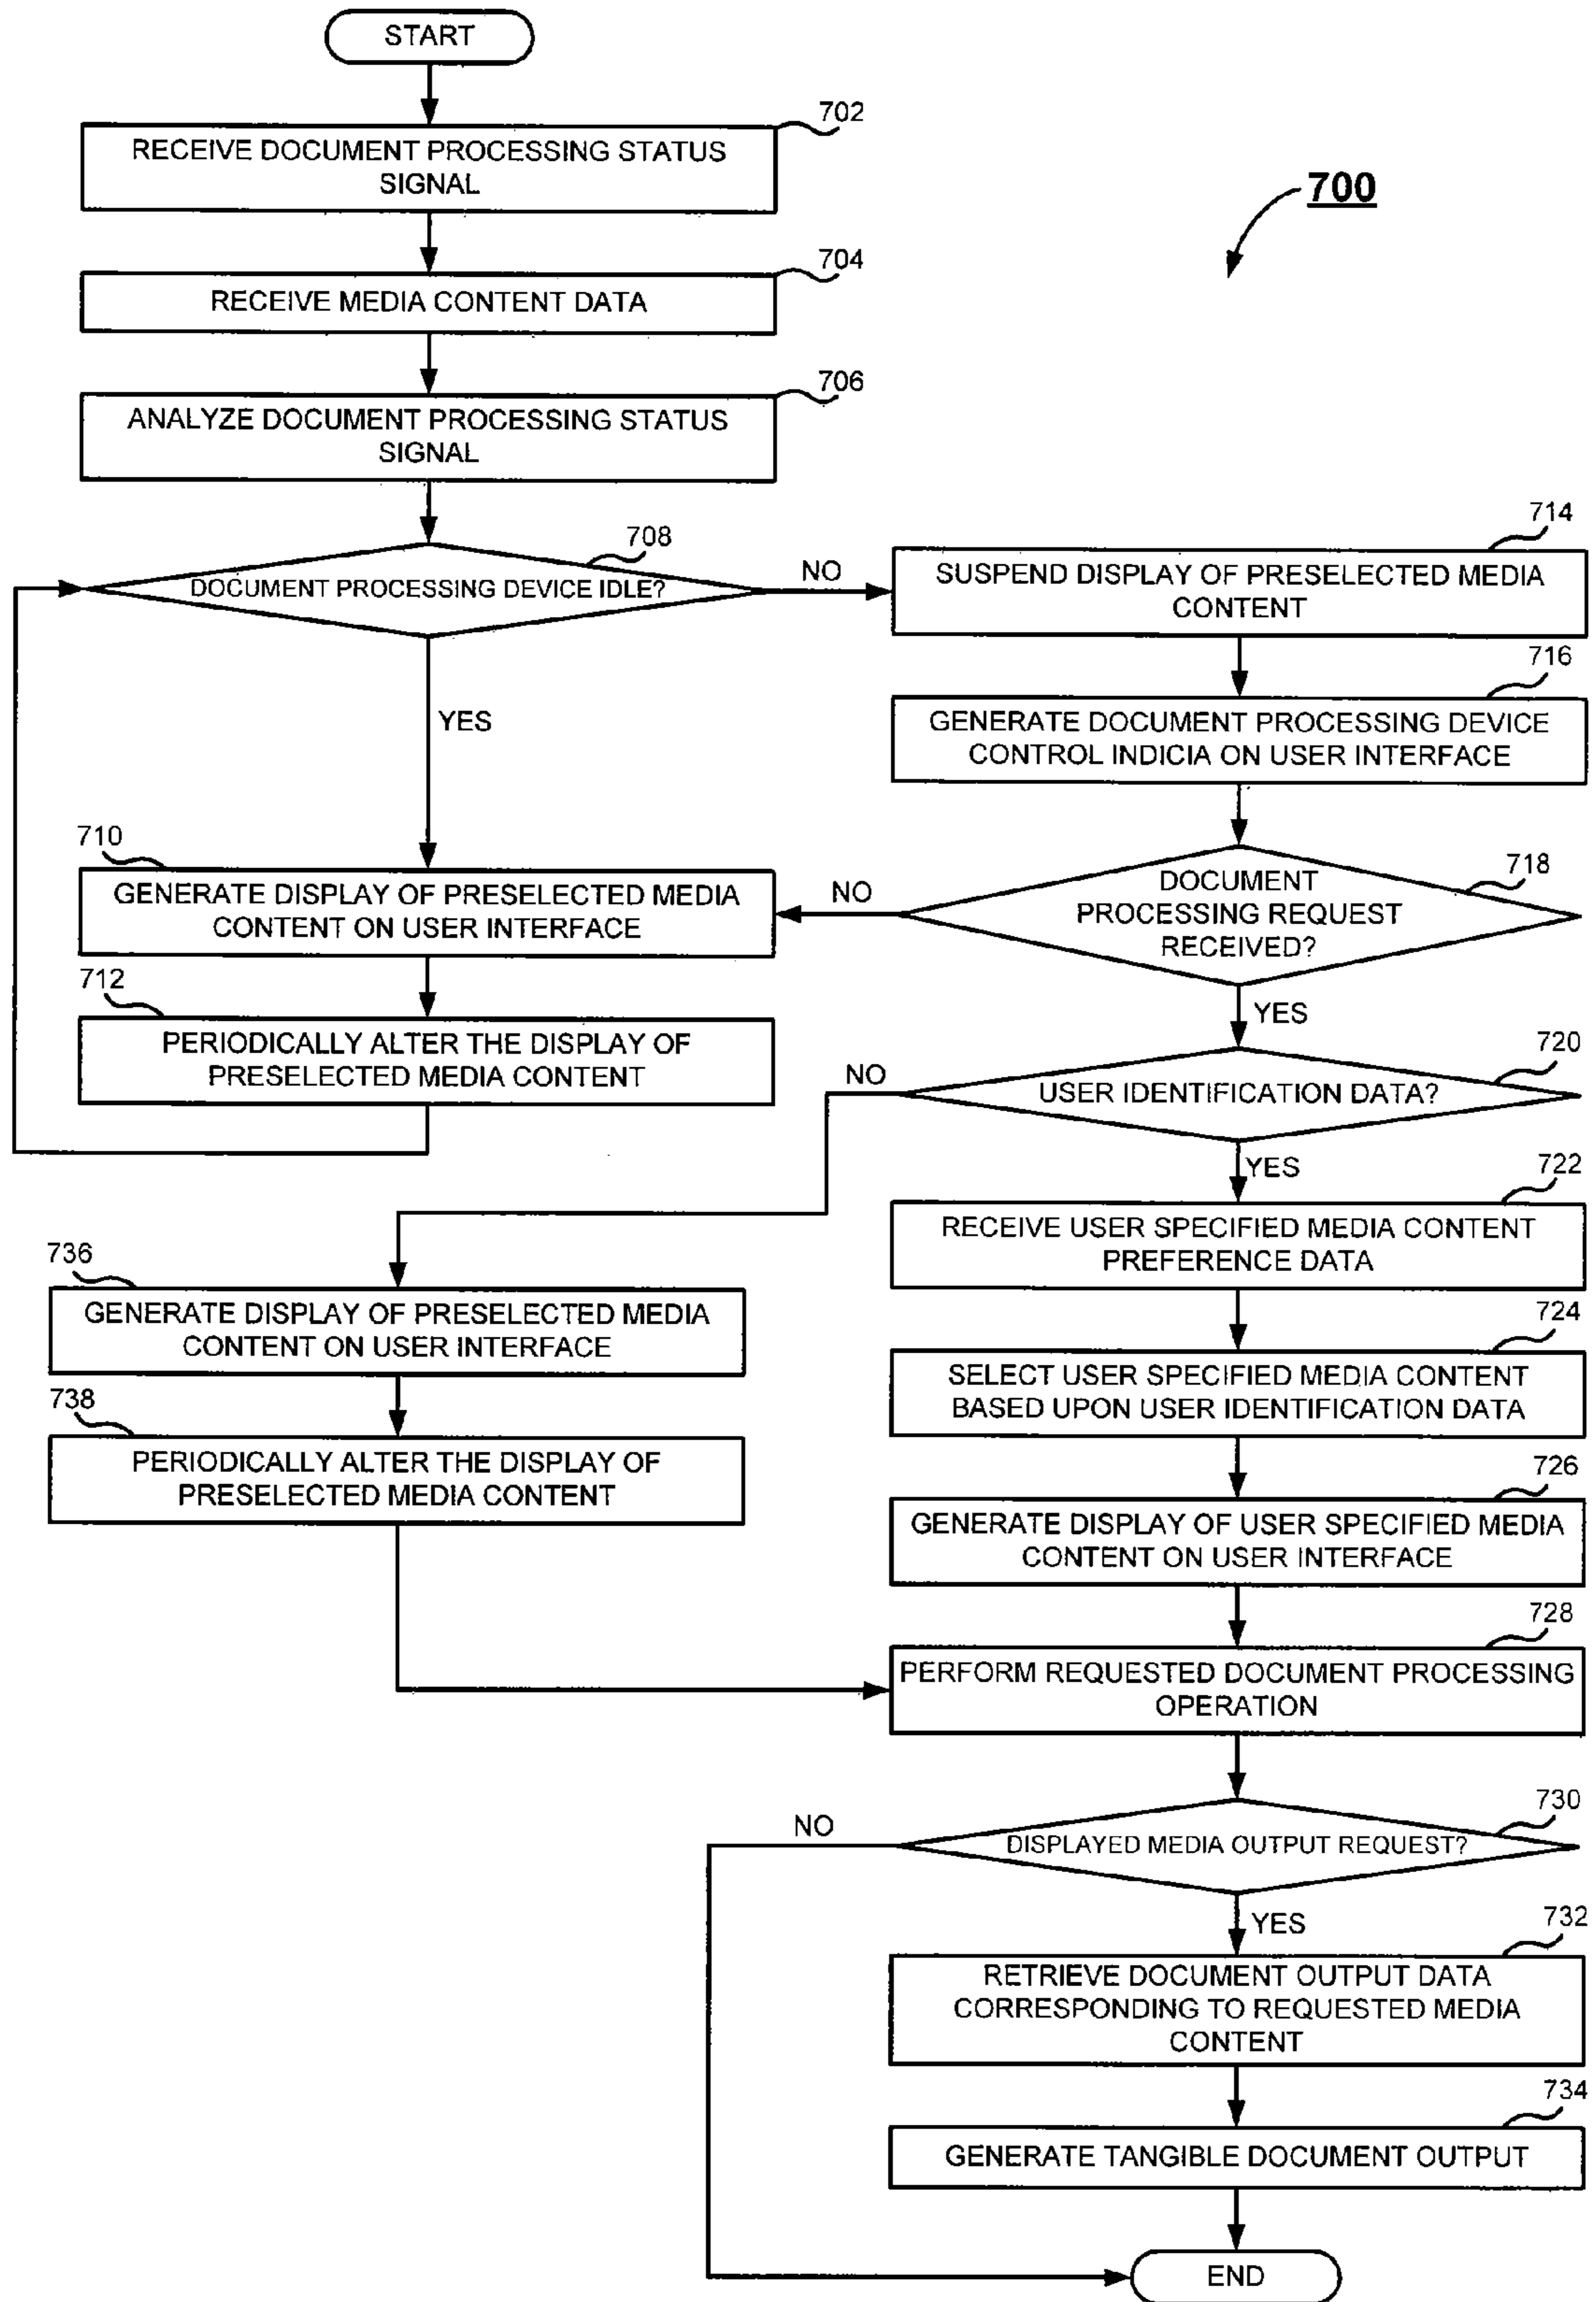 START
702
RECEIVE DOCUMENT PROCESSING STATUS
SIGNAL
700
704
RECEIVE MEDIA CONTENT DATA
706
ANALYZE DOCUMENT PROCESSING STATUS
SIGNAL
708
DOCUMENT PROCESSING DEVICE IDLE?
NO
YES
714
SUSPEND DISPLAY OF PRESELECTED MEDIA
CONTENT
716
GENERATE DOCUMENT PROCESSING DEVICE
CONTROL INDICIA ON USER INTERFACE
710
GENERATE DISPLAY OF PRESELECTED MEDIA
CONTENT ON USER INTERFACE
NO
718
DOCUMENT
PROCESSING REQUEST
RECEIVED?
YES
712
PERIODICALLY ALTER THE DISPLAY OF
PRESELECTED MEDIA CONTENT
NO
720
USER IDENTIFICATION DATA?
YES
722
RECEIVE USER SPECIFIED MEDIA CONTENT
PREFERENCE DATA
736
GENERATE DISPLAY OF PRESELECTED MEDIA
CONTENT ON USER INTERFACE
724
SELECT USER SPECIFIED MEDIA CONTENT
BASED UPON USER IDENTIFICATION DATA
738
PERIODICALLY ALTER THE DISPLAY OF
PRESELECTED MEDIA CONTENT
726
GENERATE DISPLAY OF USER SPECIFIED MEDIA
CONTENT ON USER INTERFACE
728
PERFORM REQUESTED DOCUMENT PROCESSING
OPERATION
730
NO
DISPLAYED MEDIA OUTPUT REQUEST?
YES
732
RETRIEVE DOCUMENT OUTPUT DATA
CORRESPONDING TO REQUESTED MEDIA
CONTENT
734
GENERATE TANGIBLE DOCUMENT OUTPUT
END